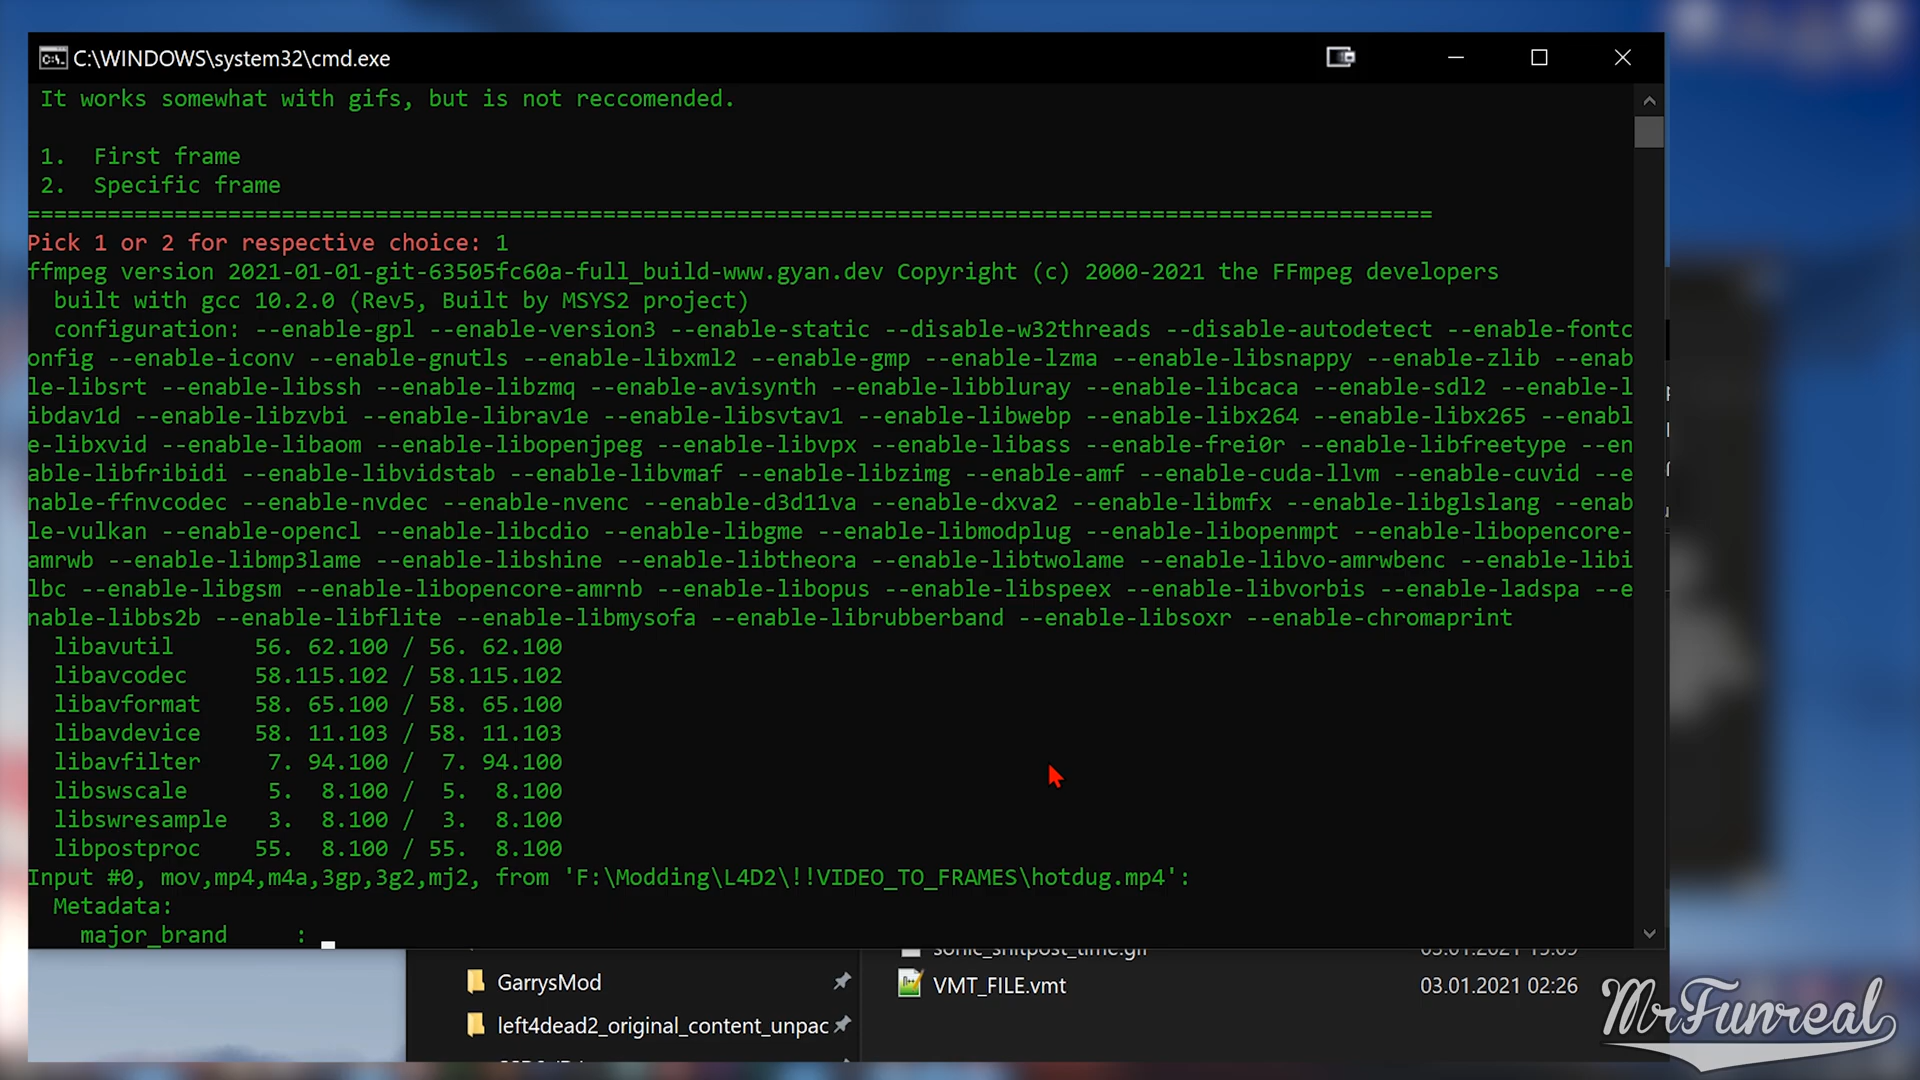 C:\WINDOWS\system32\cmd.exe
It works somewhat with gifs, but is not reccomended.
1. First frame
2. Specific frame
=========================================================================================================
Pick 1 or 2 for respective choice: 1
ffmpeg version 2021-01-01-git-63505fc60a-full_build-www.gyan.dev Copyright (c) 2000-2021 the FFmpeg developers
built with gcc 10.2.0 (Rev5, Built by MSYS2 project)
configuration: --enable-gpl --enable-version3 --enable-static --disable-w32threads --disable-autodetect --enable-fontc
onfig --enable-iconv --enable-gnutls --enable-libxml2 --enable-gmp --enable-lzma --enable-libsnappy --enable-zlib --enab
le-libsrt --enable-libssh --enable-libzmq --enable-avisynth --enable-libbluray --enable-libcaca --enable-sdl2 --enable-l
ibdav1d --enable-libzvbi --enable-librav1e --enable-libsvtav1 --enable-libwebp --enable-libx264 --enable-libx265 --enabl
e-libxvid --enable-libaom --enable-libopenjpeg --enable-libvpx --enable-libass --enable-frei0r --enable-libfreetype --en
able-libfribidi --enable-libvidstab --enable-libvmaf --enable-libzimg --enable-amf --enable-cuda-llvm --enable-cuvid --e
nable-ffnvcodec --enable-nvdec --enable-nvenc --enable-d3d11va --enable-dxva2 --enable-libmfx --enable-libglslang --enab
le-vulkan --enable-opencl --enable-libcdio --enable-libgme --enable-libmodplug --enable-libopenmpt --enable-libopencore-
amrwb --enable-libmp3lame --enable-libshine --enable-libtheora --enable-libtwolame --enable-libvo-amrwbenc --enable-libi
lbc --enable-libgsm --enable-libopencore-amrnb --enable-libopus --enable-libspeex --enable-libvorbis --enable-ladspa --e
nable-libbs2b --enable-libflite --enable-libmysofa --enable-librubberband --enable-libsoxr --enable-chromaprint
libavutil 56. 62.100 / 56. 62.100
libavcodec 58.115.102 / 58.115.102
libavformat 58. 65.100 / 58. 65.100
libavdevice 58. 11.103 / 58. 11.103
libavfilter 7. 94.100 / 7. 94.100
libswscale 5. 8.100 / 5. 8.100
libswresample 3. 8.100 / 3. 8.100
libpostproc 55. 8.100 / 55. 8.100
Input #0, mov,mp4,m4a,3gp,3g2,mj2, from 'F:\Modding\L4D2\!!VIDEO_TO_FRAMES\hotdug.mp4':
Metadata:
major_brand :
GarrysMod
left4dead2_original_content_unpac
VMT_FILE.vmt 03.01.2021 02:26
MrFunreal